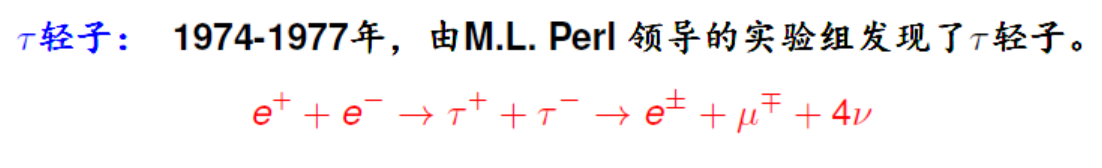 τ轻子： 1974-1977年，由M.L. Perl 领导的实验组发现了τ轻子。
e⁺ + e⁻ → τ⁺ + τ⁻ → e^± + μ^∓ + 4ν